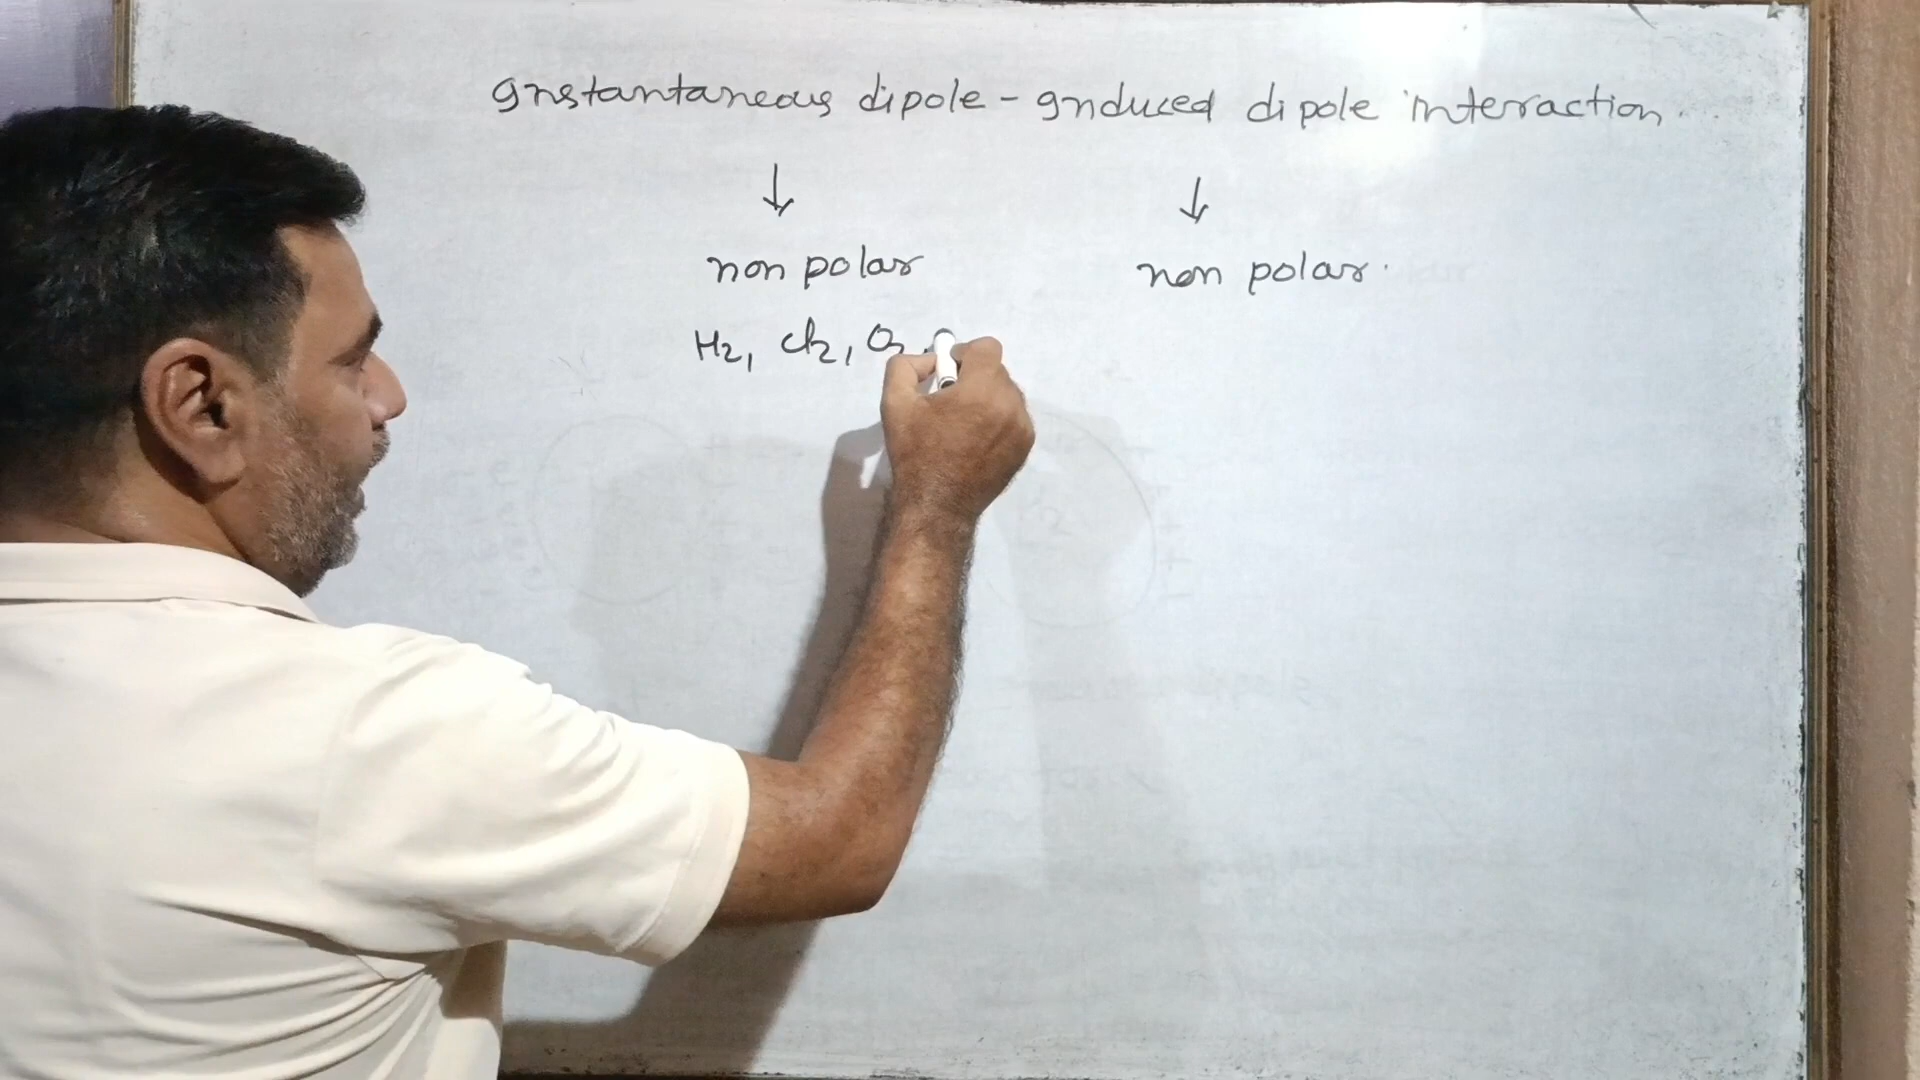 Instantaneous dipole - Induced dipole interaction.
↓ ↓
non polar non polar.
H2, Cl2, O2,